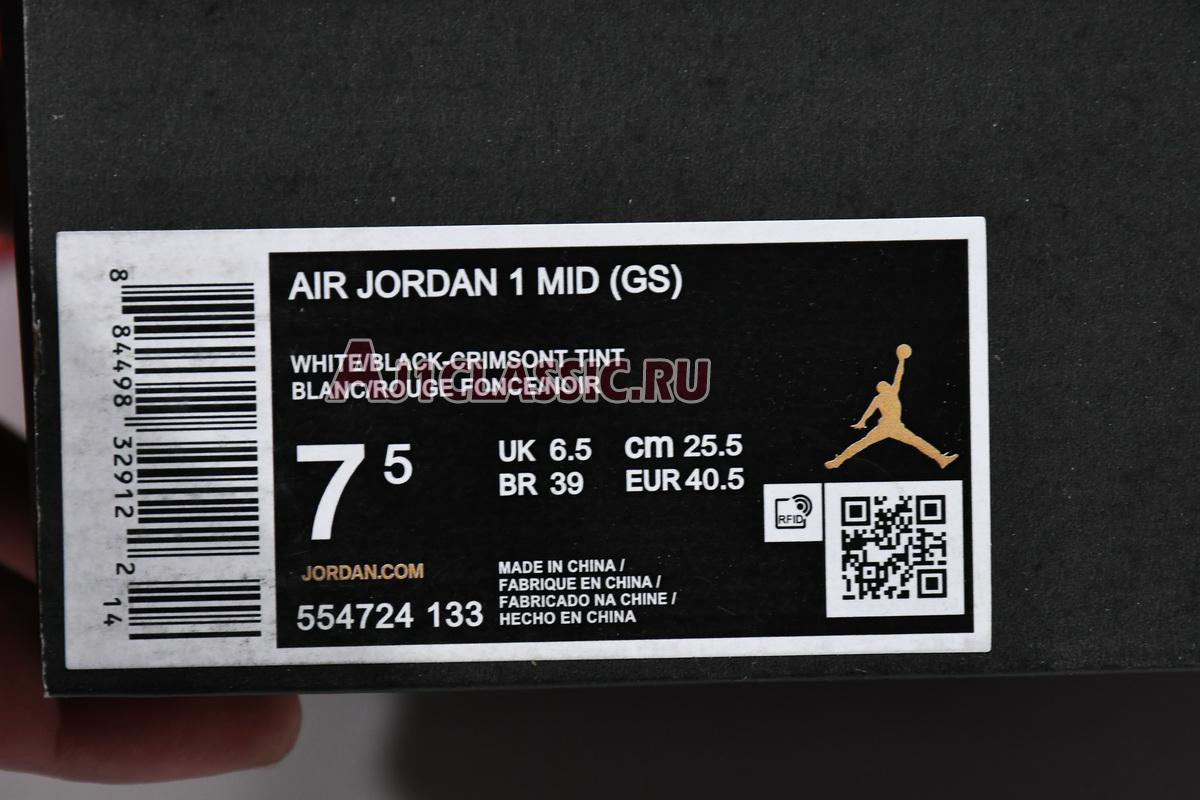 AIR JORDAN 1 MID (GS)
WHITE/BLACK-CRIMSONT TINT
BLANC/ROUGE FONCE/NOIR
AU1CLASSIC.RU
7 5
UK 6.5 cm 25.5
BR 39 EUR 40.5
RFID
JORDAN.COM
554724 133
MADE IN CHINA /
FABRIQUE EN CHINA /
FABRICADO NA CHINE /
HECHO EN CHINA
8 84498 32912 2 14